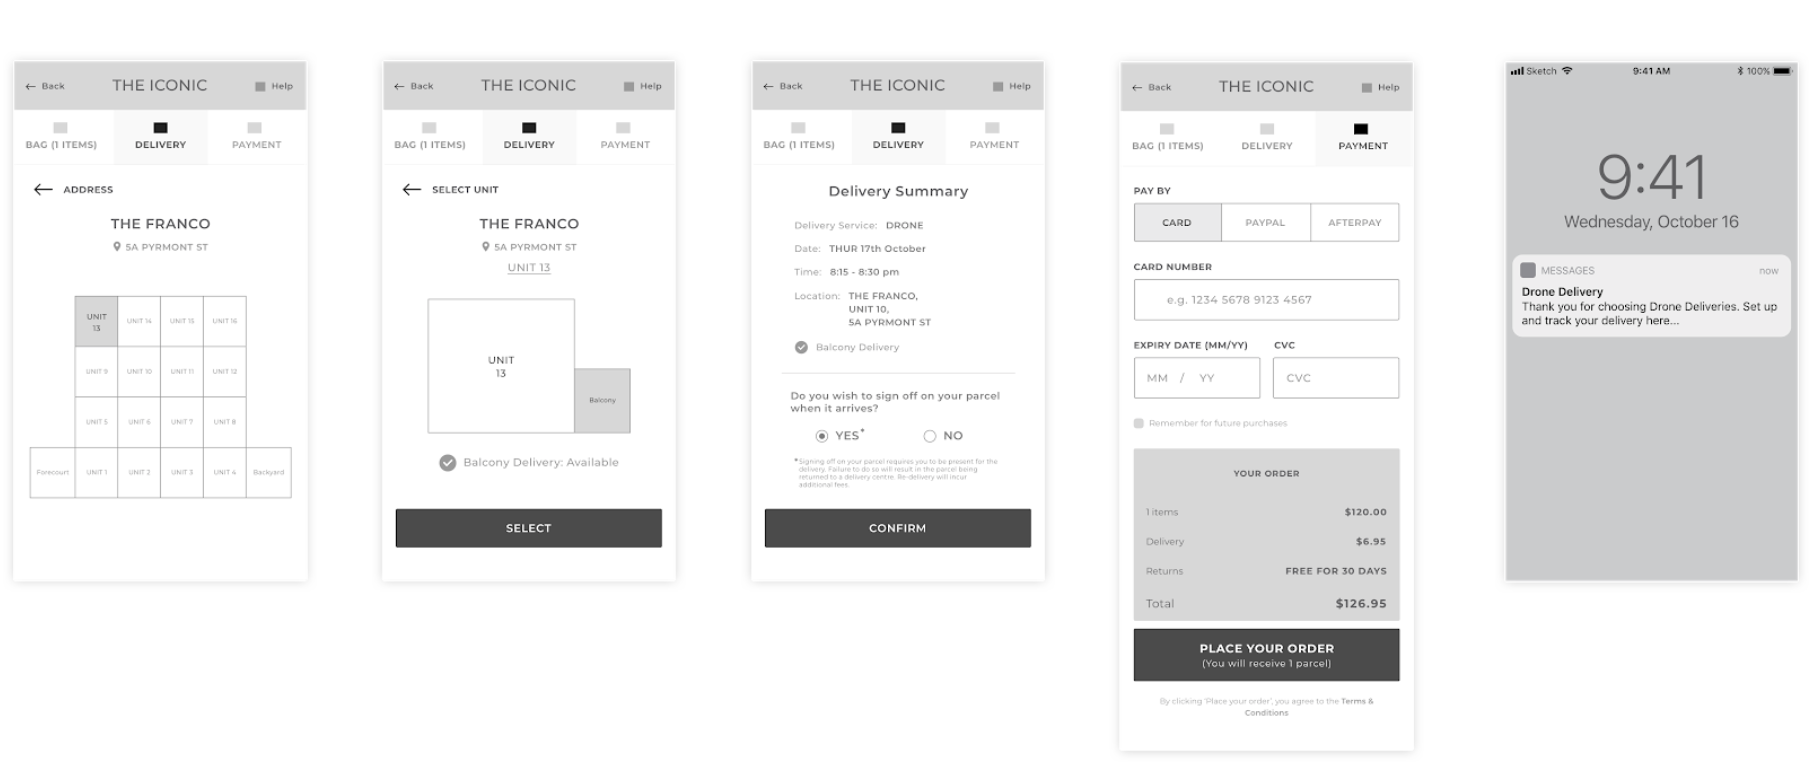 ← Back THE ICONIC Help
BAG (1 ITEMS) DELIVERY PAYMENT
← ADDRESS
THE FRANCO
5A PYRMONT ST
UNIT 13 UNIT 14 UNIT 15 UNIT 16
UNIT 9 UNIT 10 UNIT 11 UNIT 12
UNIT 5 UNIT 6 UNIT 7 UNIT 8
Forecourt UNIT 1 UNIT 2 UNIT 3 UNIT 4 Backyard
← Back THE ICONIC Help
BAG (1 ITEMS) DELIVERY PAYMENT
← SELECT UNIT
THE FRANCO
5A PYRMONT ST
UNIT 13
UNIT
13
Balcony
Balcony Delivery: Available
SELECT
← Back THE ICONIC Help
BAG (1 ITEMS) DELIVERY PAYMENT
Delivery Summary
Delivery Service: DRONE
Date: THUR 17th October
Time: 8:15 - 8:30 pm
Location: THE FRANCO,
UNIT 10,
5A PYRMONT ST
Balcony Delivery
Do you wish to sign off on your parcel
when it arrives?
YES* NO
*Signing off on your parcel requires you to be present for the
delivery. Failure to do so will result in the parcel being
returned to a delivery centre. Re-delivery will incur
additional fees.
CONFIRM
← Back THE ICONIC Help
BAG (1 ITEMS) DELIVERY PAYMENT
PAY BY
CARD PAYPAL AFTERPAY
CARD NUMBER
e.g. 1234 5678 9123 4567
EXPIRY DATE (MM/YY) CVC
MM / YY CVC
Remember for future purchases
YOUR ORDER
1 items $120.00
Delivery $6.95
Returns FREE FOR 30 DAYS
Total $126.95
PLACE YOUR ORDER
(You will receive 1 parcel)
By clicking 'Place your order', you agree to the Terms &
Conditions
Sketch 9:41 AM 100%
9:41
Wednesday, October 16
MESSAGES now
Drone Delivery
Thank you for choosing Drone Deliveries. Set up
and track your delivery here...